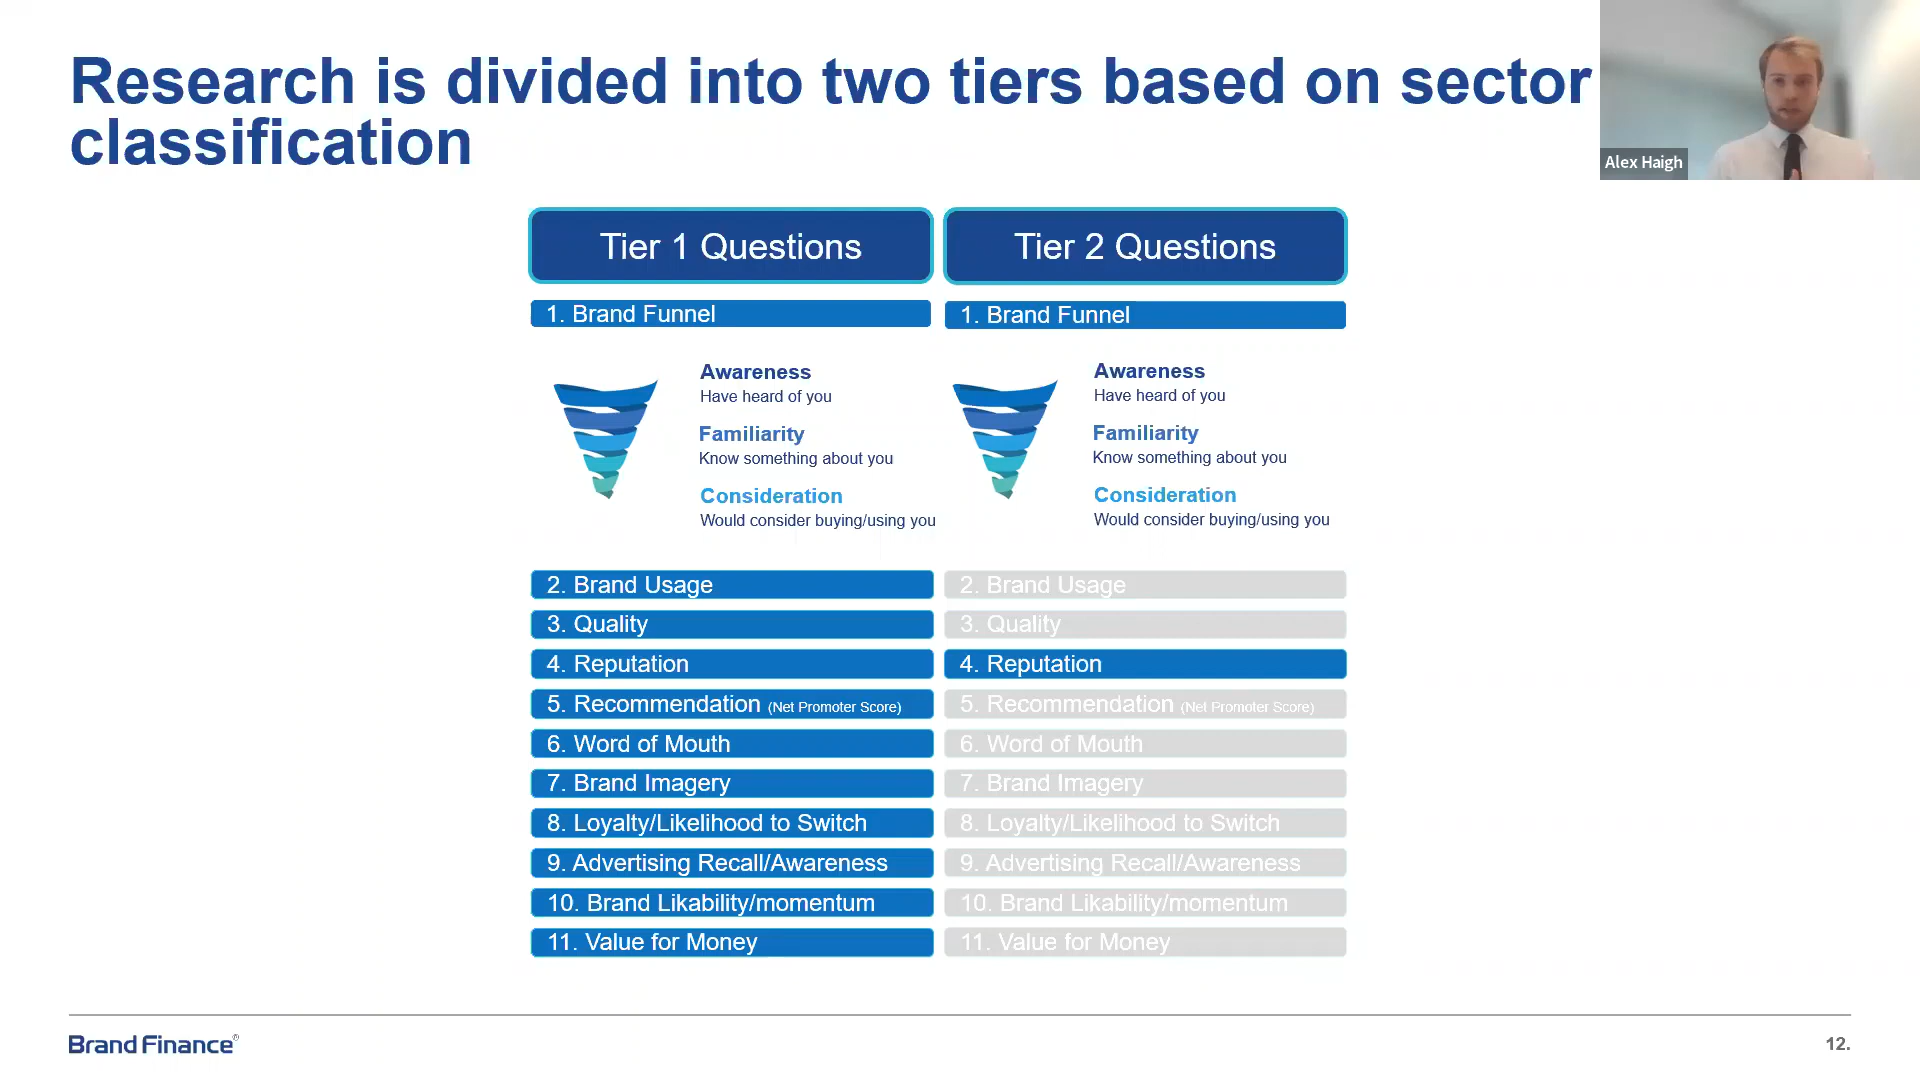 Research is divided into two tiers based on sector
classification
Alex Haigh
Tier 1 Questions
Tier 2 Questions
1. Brand Funnel
1. Brand Funnel
Awareness
Have heard of you
Familiarity
Know something about you
Consideration
Would consider buying/using you
Awareness
Have heard of you
Familiarity
Know something about you
Consideration
Would consider buying/using you
2. Brand Usage
3. Quality
4. Reputation
5. Recommendation (Net Promoter Score)
6. Word of Mouth
7. Brand Imagery
8. Loyalty/Likelihood to Switch
9. Advertising Recall/Awareness
10. Brand Likability/momentum
11. Value for Money
2. Brand Usage
3. Quality
4. Reputation
5. Recommendation (Net Promoter Score)
6. Word of Mouth
7. Brand Imagery
8. Loyalty/Likelihood to Switch
9. Advertising Recall/Awareness
10. Brand Likability/momentum
11. Value for Money
Brand Finance®
12.